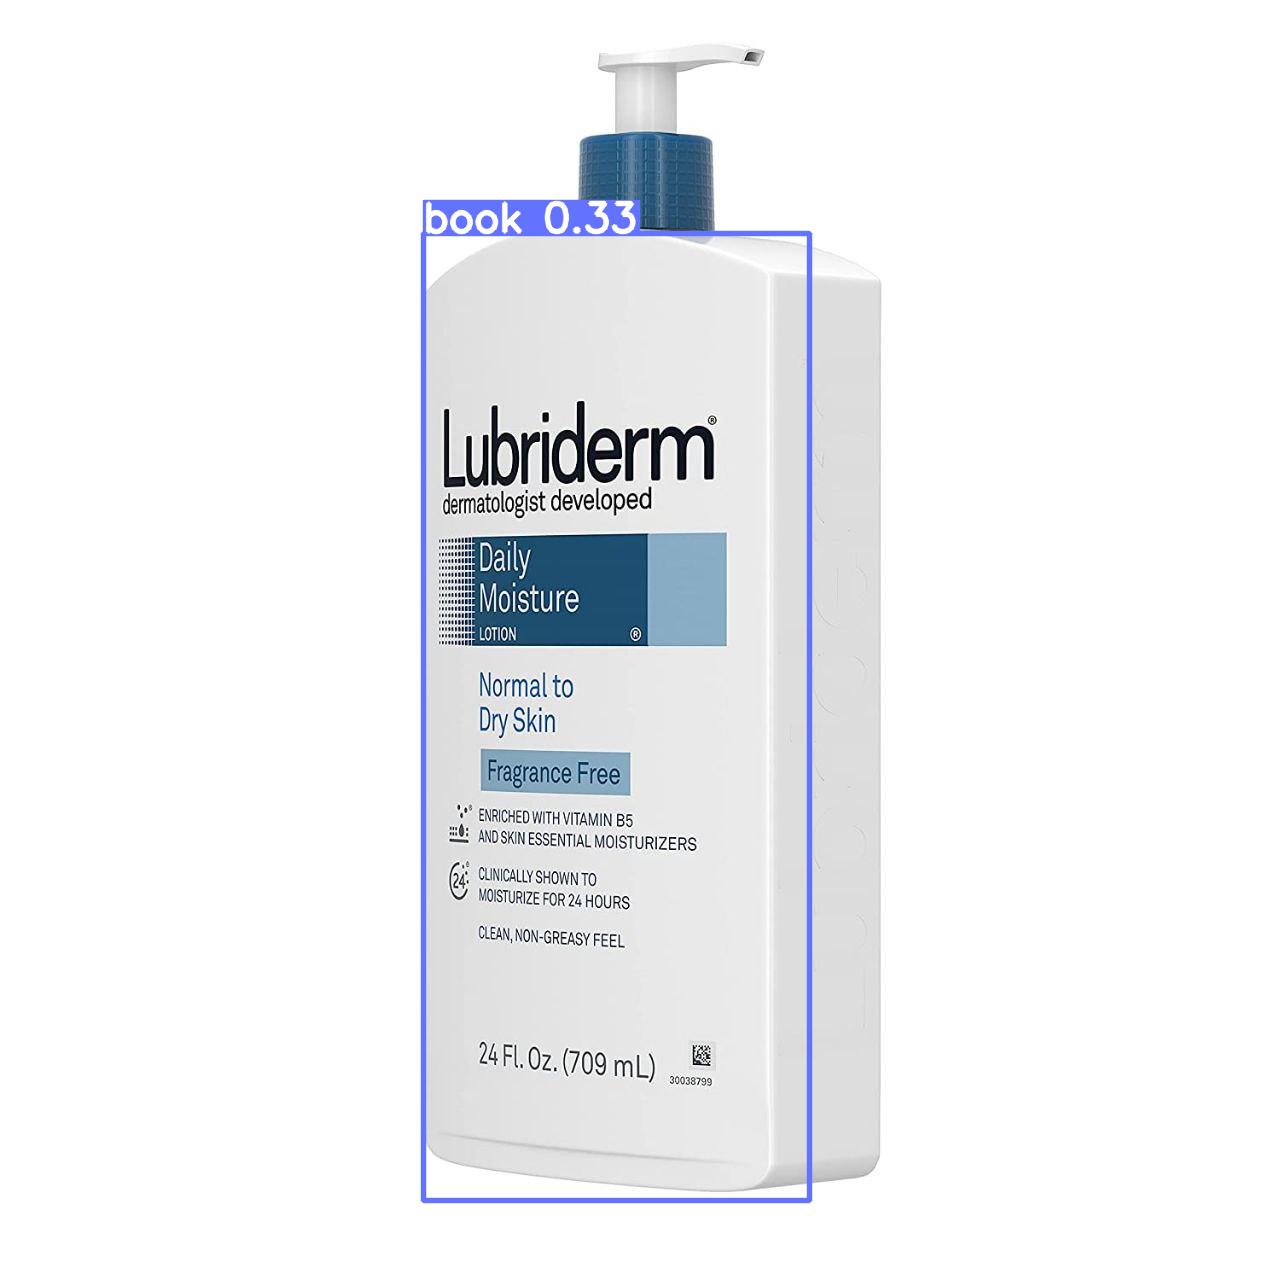 book 0.33
Lubriderm®
dermatologist developed
Daily
Moisture
LOTION ®
Normal to
Dry Skin
Fragrance Free
ENRICHED WITH VITAMIN B5
AND SKIN ESSENTIAL MOISTURIZERS
24
CLINICALLY SHOWN TO
MOISTURIZE FOR 24 HOURS
CLEAN, NON-GREASY FEEL
24 Fl. Oz. (709 mL)
30038799